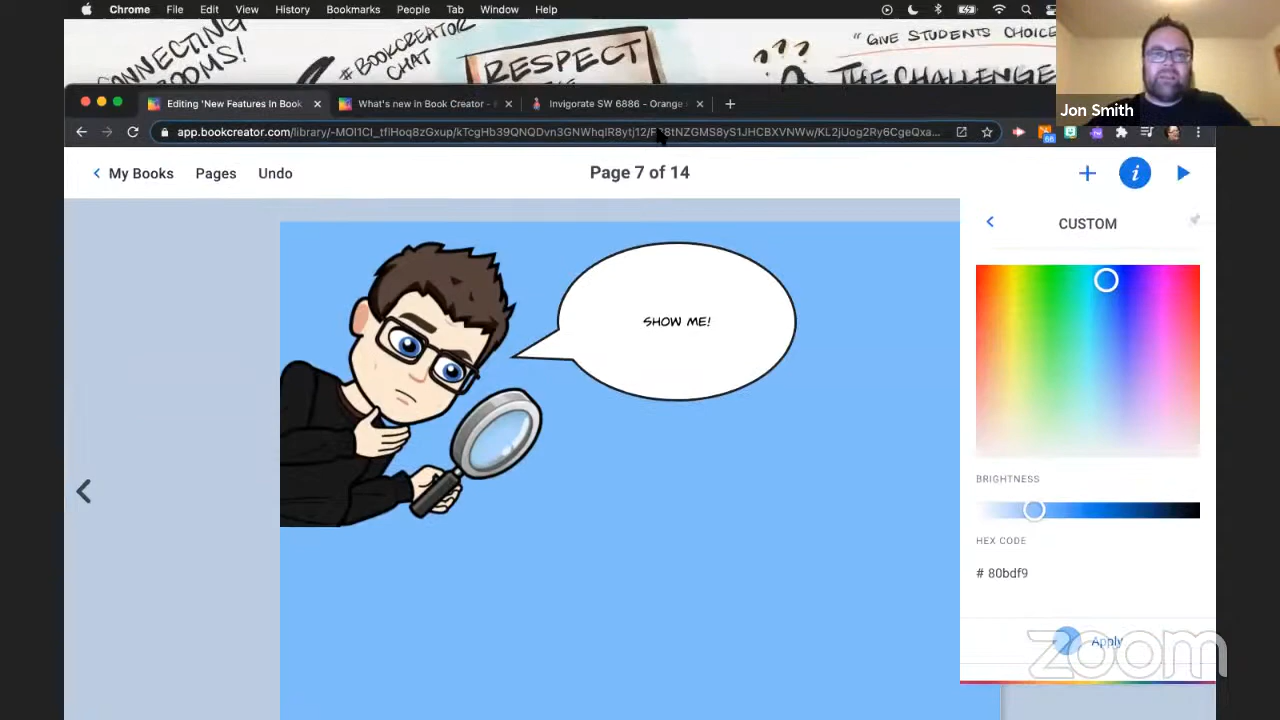 Chrome File Edit View History Bookmarks People Tab Window Help
CONNECTING
ROOMS!
#BOOKCREATOR
CHAT
RESPECT
"GIVE STUDENTS CHOICE
THE CHALLENGE
Jon Smith
Editing 'New Features in Book
What's new in Book Creator -
Invigorate SW 6886 - Orange
My Books Pages Undo
Page 7 of 14
CUSTOM
SHOW ME!
BRIGHTNESS
HEX CODE
# 80bdf9
Apply
zoom